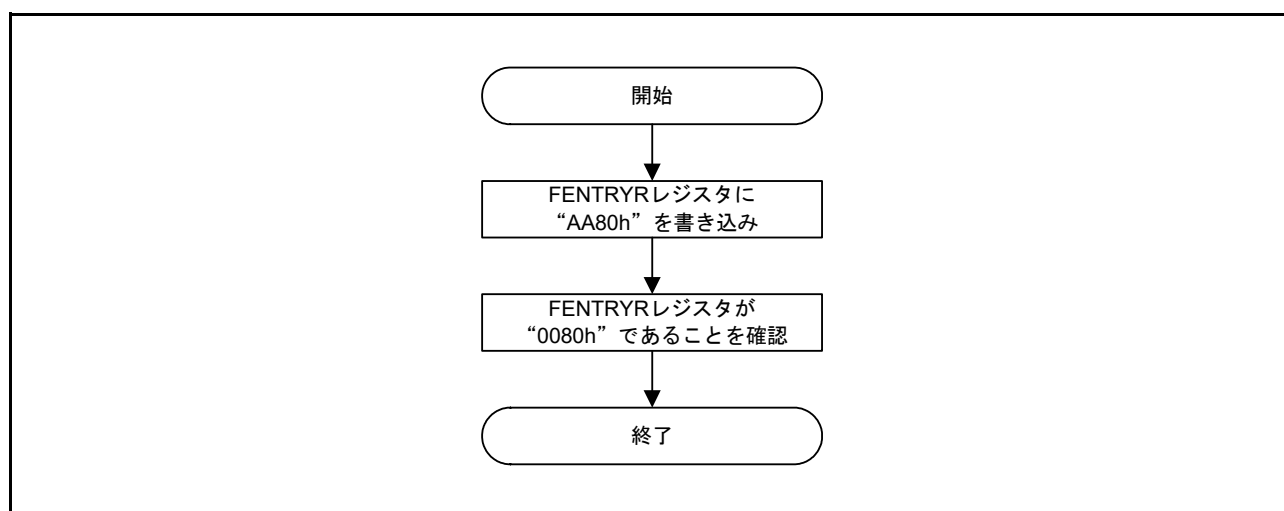 開始
FENTRYRレジスタに
“AA80h”を書き込み
FENTRYRレジスタが
“0080h”であることを確認
終了